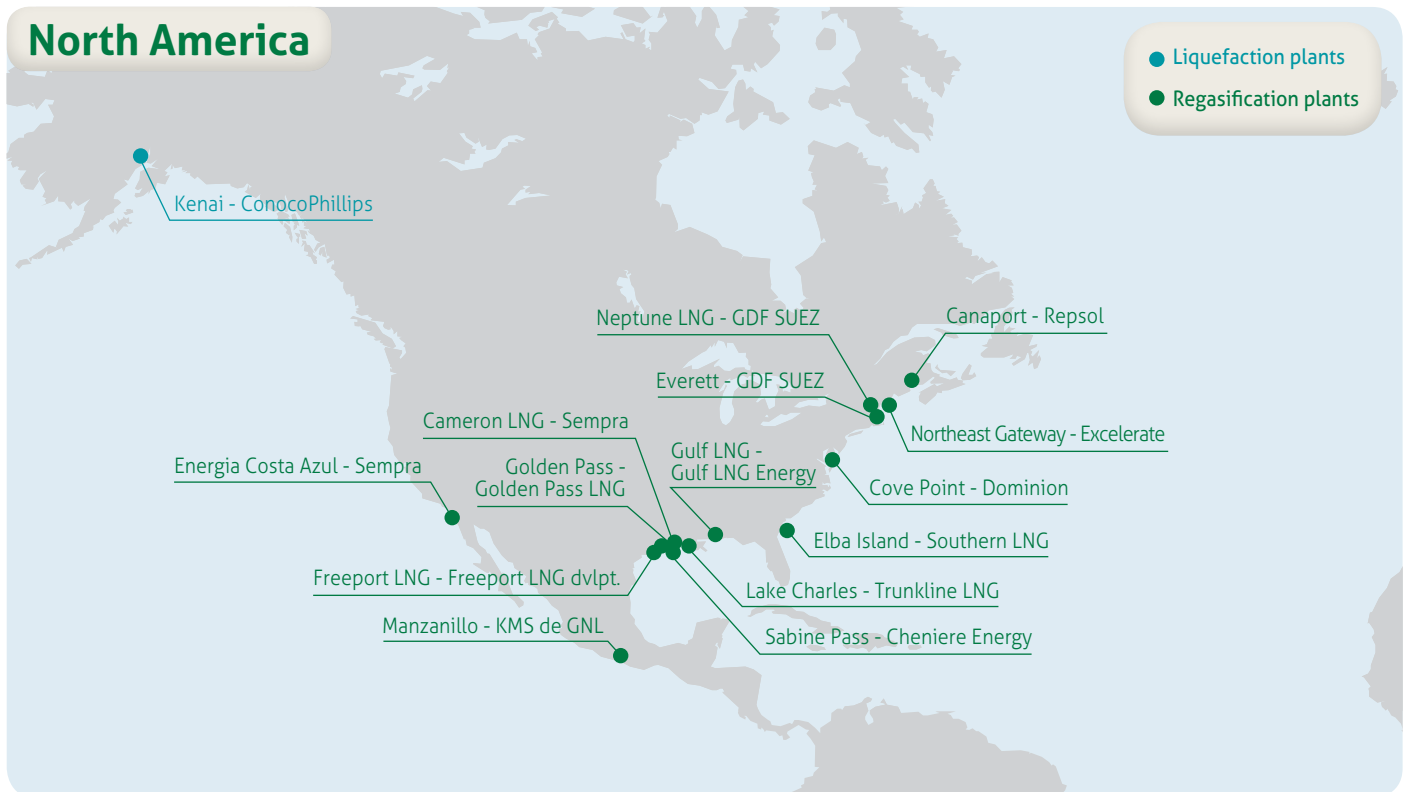 North America
Liquefaction plants
Regasification plants
Kenai - ConocoPhillips
Neptune LNG - GDF SUEZ
Canaport - Repsol
Everett - GDF SUEZ
Cameron LNG - Sempra
Northeast Gateway - Excelerate
Gulf LNG -
Gulf LNG Energy
Energia Costa Azul - Sempra
Golden Pass -
Golden Pass LNG
Cove Point - Dominion
Elba Island - Southern LNG
Freeport LNG - Freeport LNG dvlpt.
Lake Charles - Trunkline LNG
Manzanillo - KMS de GNL
Sabine Pass - Cheniere Energy